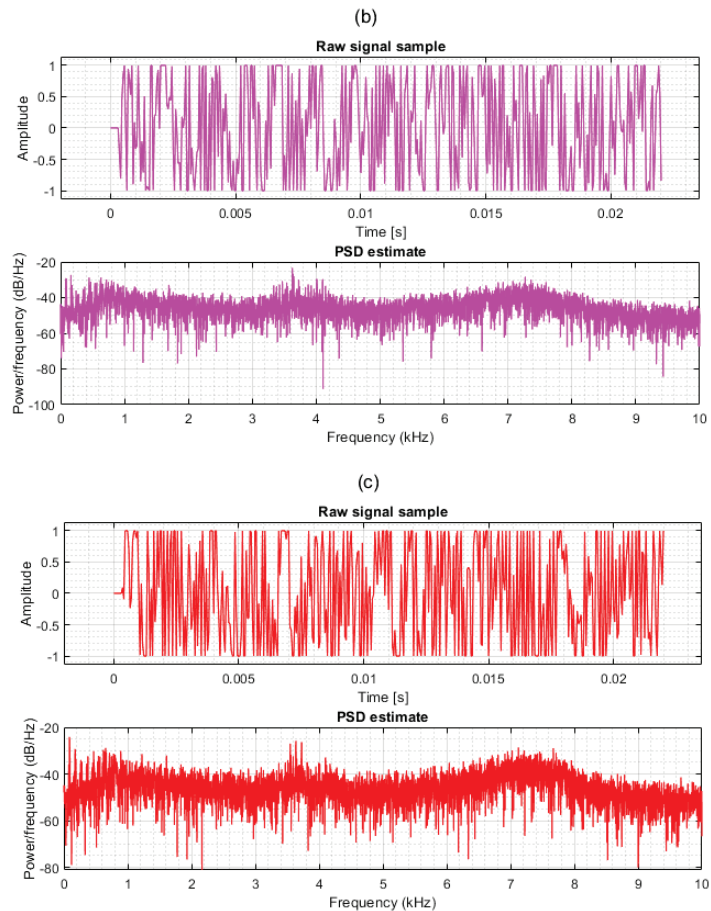 (b)
Raw signal sample
Amplitude
1
0.5
0
-0.5
-1
0 0.005 0.01 0.015 0.02
Time [s]
PSD estimate
Power/frequency (dB/Hz)
-20
-40
-60
-80
-100
0 1 2 3 4 5 6 7 8 9 10
Frequency (kHz)
(c)
Raw signal sample
Amplitude
1
0.5
0
-0.5
-1
0 0.005 0.01 0.015 0.02
Time [s]
PSD estimate
Power/frequency (dB/Hz)
-20
-40
-60
-80
0 1 2 3 4 5 6 7 8 9 10
Frequency (kHz)